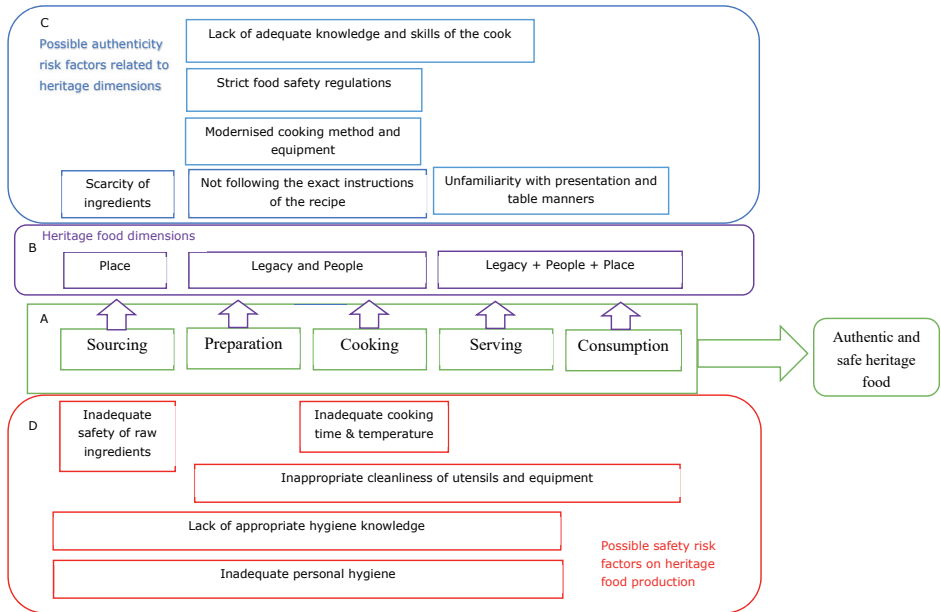 C
Possible authenticity
risk factors related to
heritage dimensions
Lack of adequate knowledge and skills of the cook
Strict food safety regulations
Modernised cooking method and
equipment
Scarcity of
ingredients
Not following the exact instructions
of the recipe
Unfamiliarity with presentation and
table manners
Heritage food dimensions
B
Place
Legacy and People
Legacy + People + Place
A
Sourcing
Preparation
Cooking
Serving
Consumption
Authentic and
safe heritage
food
D
Inadequate
safety of raw
ingredients
Inadequate cooking
time & temperature
Inappropriate cleanliness of utensils and equipment
Lack of appropriate hygiene knowledge
Inadequate personal hygiene
Possible safety risk
factors on heritage
food production